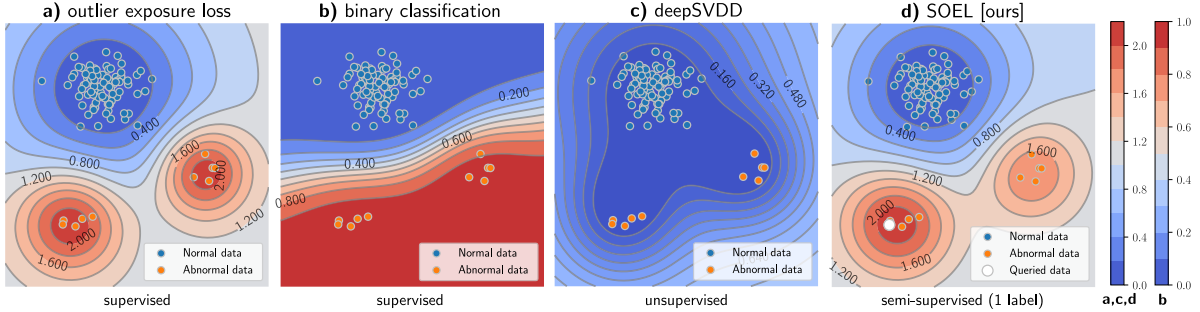 a) outlier exposure loss
0.400
0.800
1.600
2.000
1.200
1.200
2.000
1.600
Normal data
Abnormal data
supervised
b) binary classification
0.200
0.600
0.400
0.800
Normal data
Abnormal data
supervised
c) deepSVDD
0.160
0.320
0.480
Normal data
Abnormal data
unsupervised
d) SOEL [ours]
0.400
0.800
1.600
1.200
2.000
1.600
1.200
Normal data
Abnormal data
Queried data
semi-supervised (1 label)
2.0
1.6
1.2
0.8
0.4
0.0
a,c,d
1.0
0.8
0.6
0.4
0.2
0.0
b